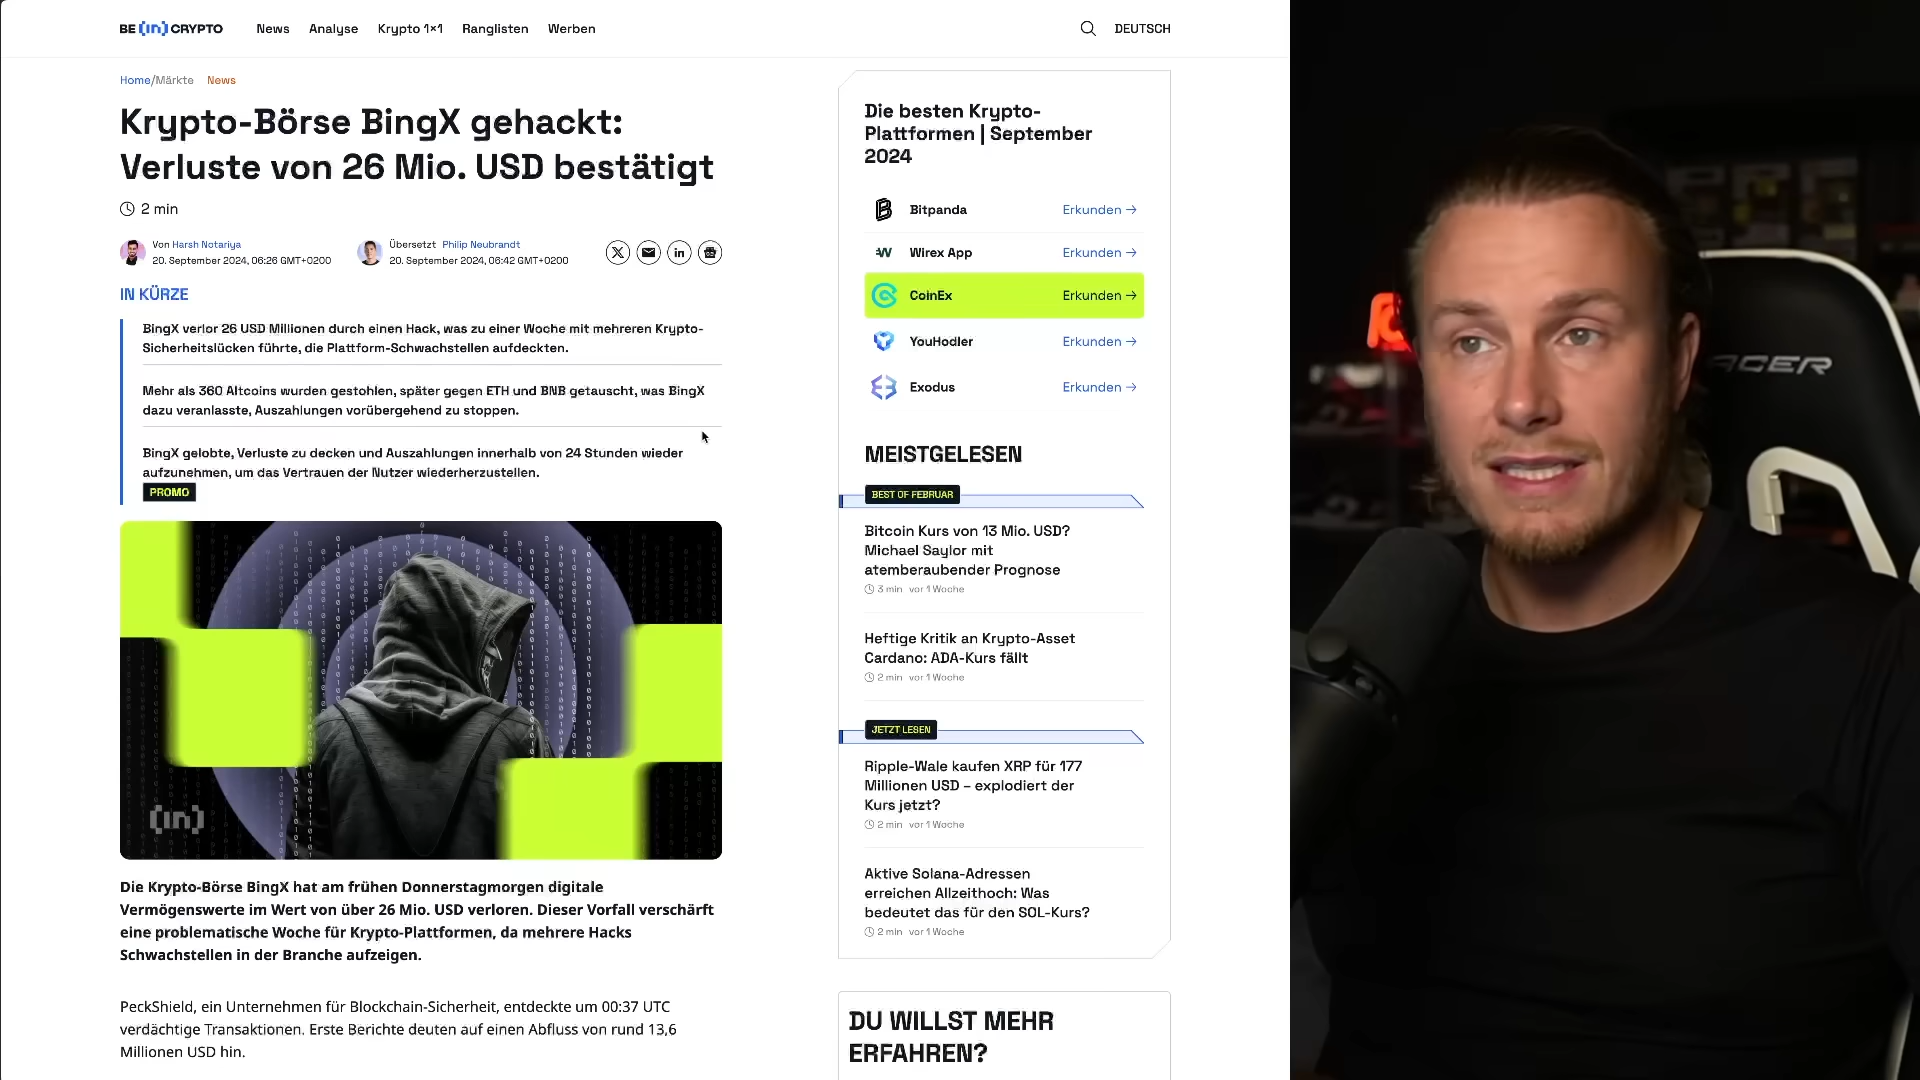 BE[in]CRYPTO
News
Analyse
Krypto 1x1
Ranglisten
Werben
DEUTSCH
Home/Märkte
News
Krypto-Börse BingX gehackt:
Verluste von 26 Mio. USD bestätigt
2 min
Von Harsh Notariya
20. September 2024, 06:26 GMT+0200
Übersetzt Philip Neubrandt
20. September 2024, 06:42 GMT+0200
IN KÜRZE
BingX verlor 26 USD Millionen durch einen Hack, was zu einer Woche mit mehreren Krypto-
Sicherheitslücken führte, die Plattform-Schwachstellen aufdeckten.
Mehr als 360 Altcoins wurden gestohlen, später gegen ETH und BNB getauscht, was BingX
dazu veranlasste, Auszahlungen vorübergehend zu stoppen.
BingX gelobte, Verluste zu decken und Auszahlungen innerhalb von 24 Stunden wieder
aufzunehmen, um das Vertrauen der Nutzer wiederherzustellen.
PROMO
[in]
Die Krypto-Börse BingX hat am frühen Donnerstagmorgen digitale
Vermögenswerte im Wert von über 26 Mio. USD verloren. Dieser Vorfall verschärft
eine problematische Woche für Krypto-Plattformen, da mehrere Hacks
Schwachstellen in der Branche aufzeigen.
PeckShield, ein Unternehmen für Blockchain-Sicherheit, entdeckte um 00:37 UTC
verdächtige Transaktionen. Erste Berichte deuten auf einen Abfluss von rund 13,6
Millionen USD hin.
Die besten Krypto-
Plattformen | September
2024
Bitpanda
Erkunden →
Wirex App
Erkunden →
CoinEx
Erkunden →
YouHodler
Erkunden →
Exodus
Erkunden →
MEISTGELESEN
BEST OF FEBRUAR
Bitcoin Kurs von 13 Mio. USD?
Michael Saylor mit
atemberaubender Prognose
3 min vor 1 Woche
Heftige Kritik an Krypto-Asset
Cardano: ADA-Kurs fällt
2 min vor 1 Woche
JETZT LESEN
Ripple-Wale kaufen XRP für 177
Millionen USD – explodiert der
Kurs jetzt?
2 min vor 1 Woche
Aktive Solana-Adressen
erreichen Allzeithoch: Was
bedeutet das für den SOL-Kurs?
2 min vor 1 Woche
DU WILLST MEHR
ERFAHREN?